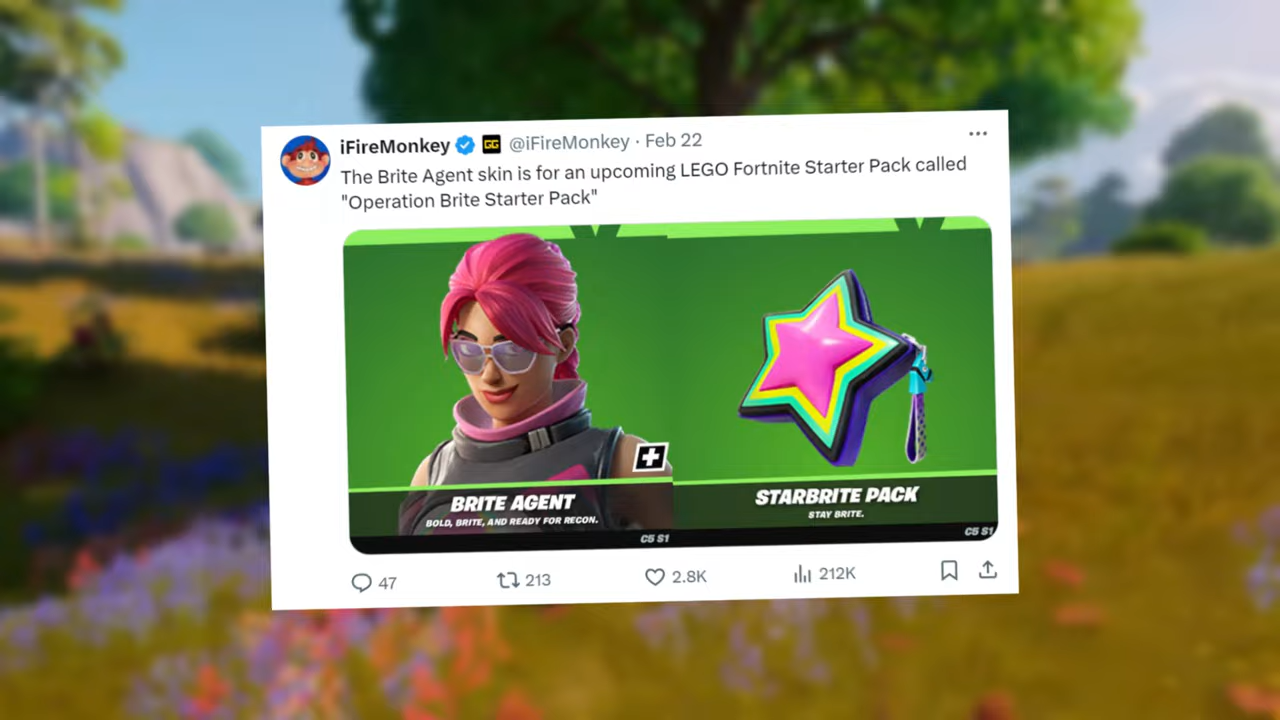 iFireMonkey GG @iFireMonkey · Feb 22
The Brite Agent skin is for an upcoming LEGO Fortnite Starter Pack called
"Operation Brite Starter Pack"
BRITE AGENT
BOLD, BRITE, AND READY FOR RECON.
C5 S1
STARBRITE PACK
STAY BRITE.
C5 S1
47 213 2.8K 212K